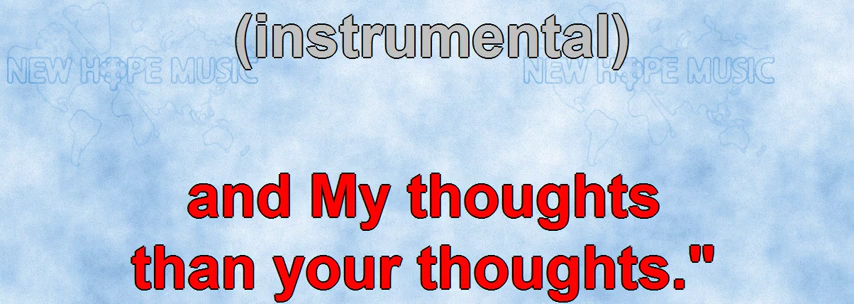 (instrumental)
NEW HOPE MUSIC NEW HOPE MUSIC
and My thoughts
than your thoughts."